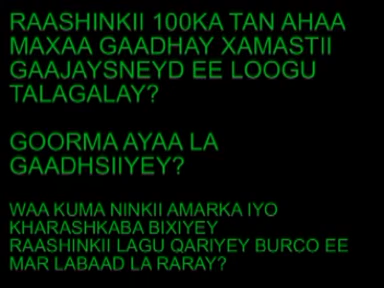 RAASHINKII 100KA TAN AHAA
MAXAA GAADHAY XAMASTII
GAAJAYSNEYD EE LOOGU
TALAGALAY?
GOORMA AYAA LA
GAADHSIIYEY?
WAA KUMA NINKII AMARKA IYO
KHARASHKABA BIXIYEY
RAASHINKII LAGU QARIYEY BURCO EE
MAR LABAAD LA RARAY?